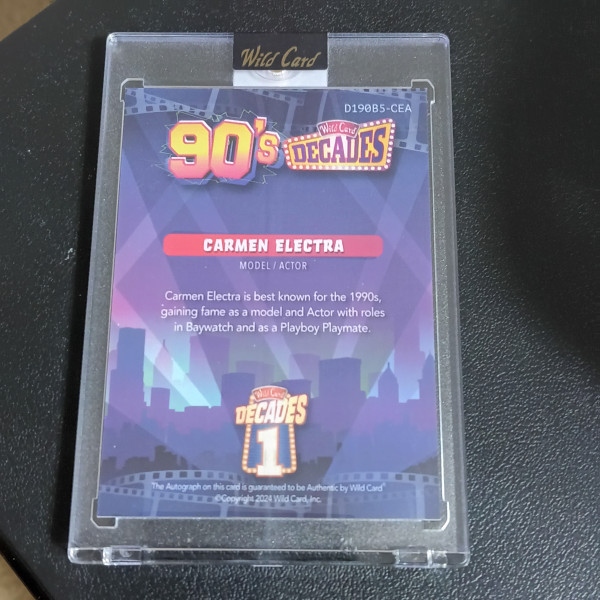 Wild Card
D190B5-CEA
90's
Wild Card
DECADES
CARMEN ELECTRA
MODEL / ACTOR
Carmen Electra is best known for the 1990s,
gaining fame as a model and Actor with roles
in Baywatch and as a Playboy Playmate.
Wild Card
DECADES
1
The Autograph on this card is guaranteed to be Authentic by Wild Card®
©Copyright 2024 Wild Card, Inc.